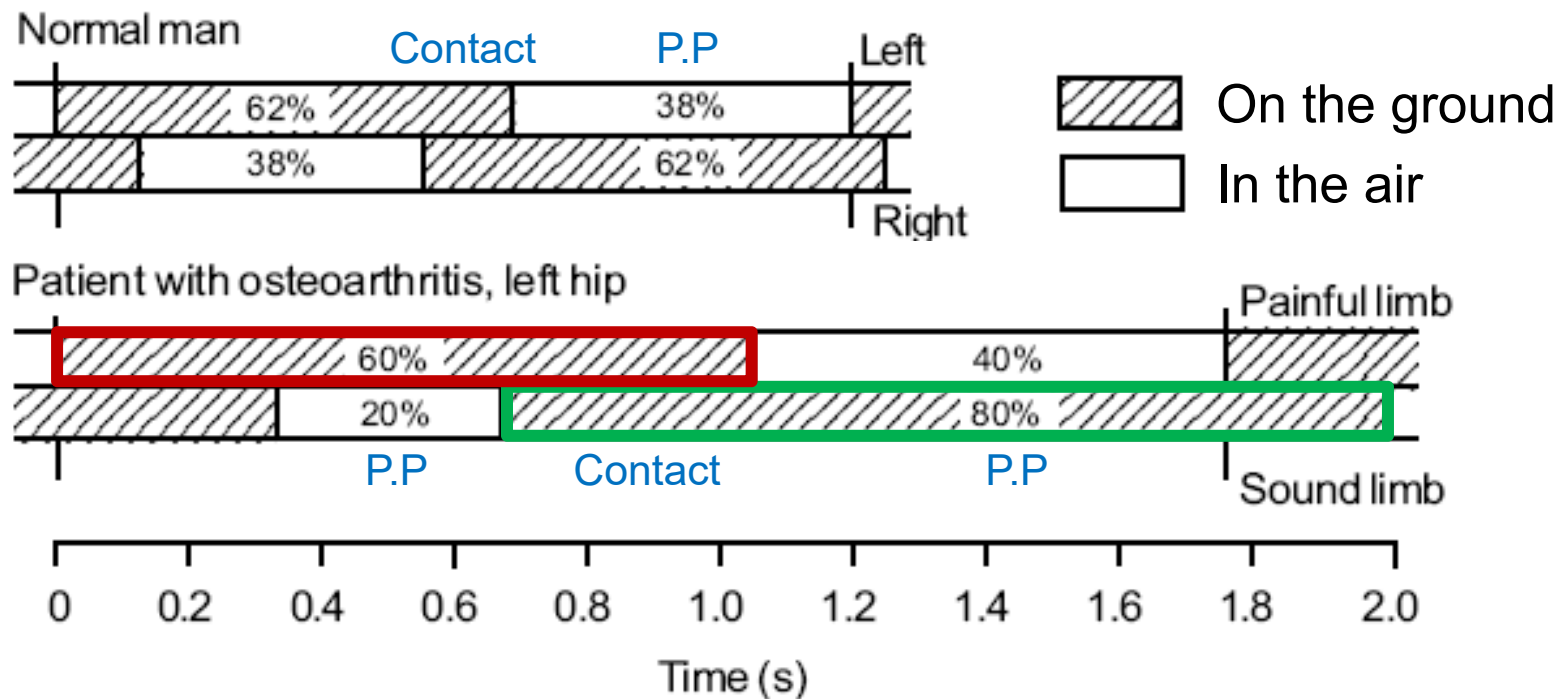 Normal man
Contact P.P Left
62% 38%
38% 62%
Right
On the ground
In the air
Patient with osteoarthritis, left hip
Painful limb
60% 40%
20% 80%
P.P Contact P.P
Sound limb
0 0.2 0.4 0.6 0.8 1.0 1.2 1.4 1.6 1.8 2.0
Time (s)